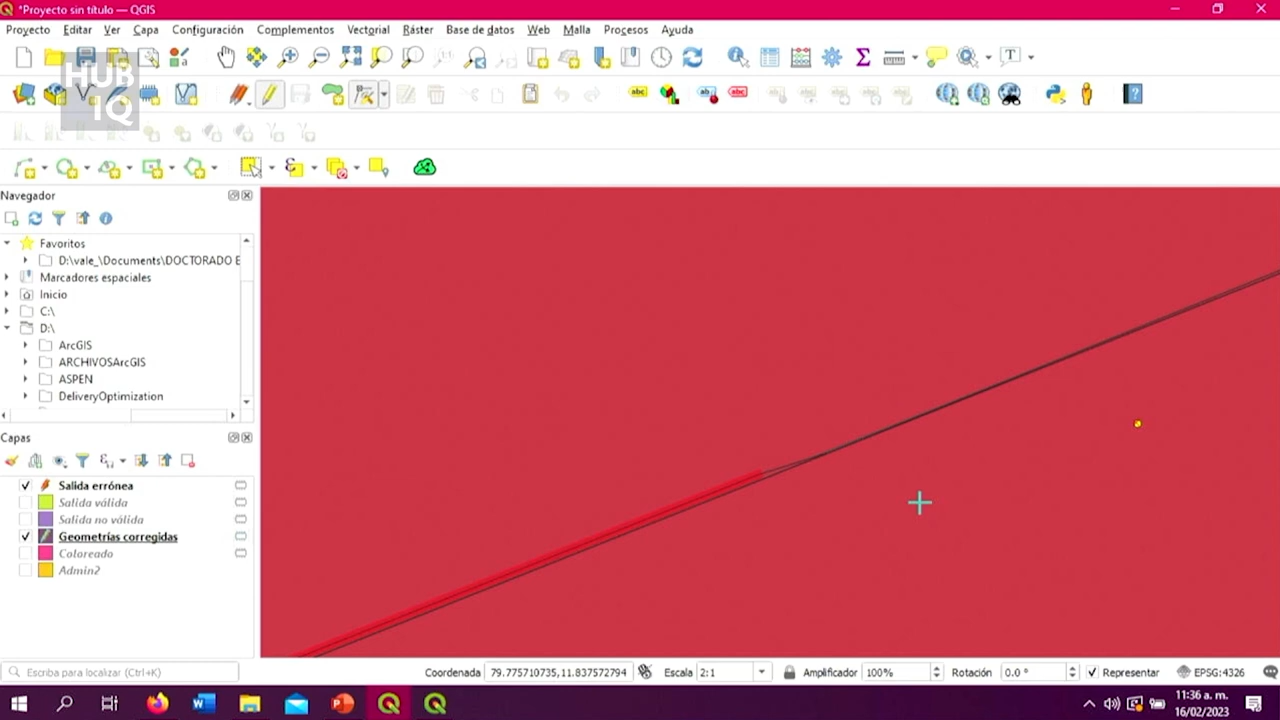 *Proyecto sin título — QGIS
Proyecto Editar Ver Capa Configuración Complementos Vectorial Ráster Base de datos Web Malla Procesos Ayuda
HUB
IQ
abc abc abc
Navegador
Favoritos
D:\vale_\Documents\DOCTORADO E
Marcadores espaciales
Inicio
C:\
D:\
ArcGIS
ARCHIVOSArcGIS
ASPEN
DeliveryOptimization
Capas
Salida errónea
Salida válida
Salida no válida
Geometrías corregidas
Coloreado
Admin2
Escriba para localizar (Ctrl+K)
Coordenada 79.775710735,11.837572794 Escala 2:1 Amplificador 100% Rotación 0.0 ° Representar EPSG:4326
11:36 a. m.
16/02/2023